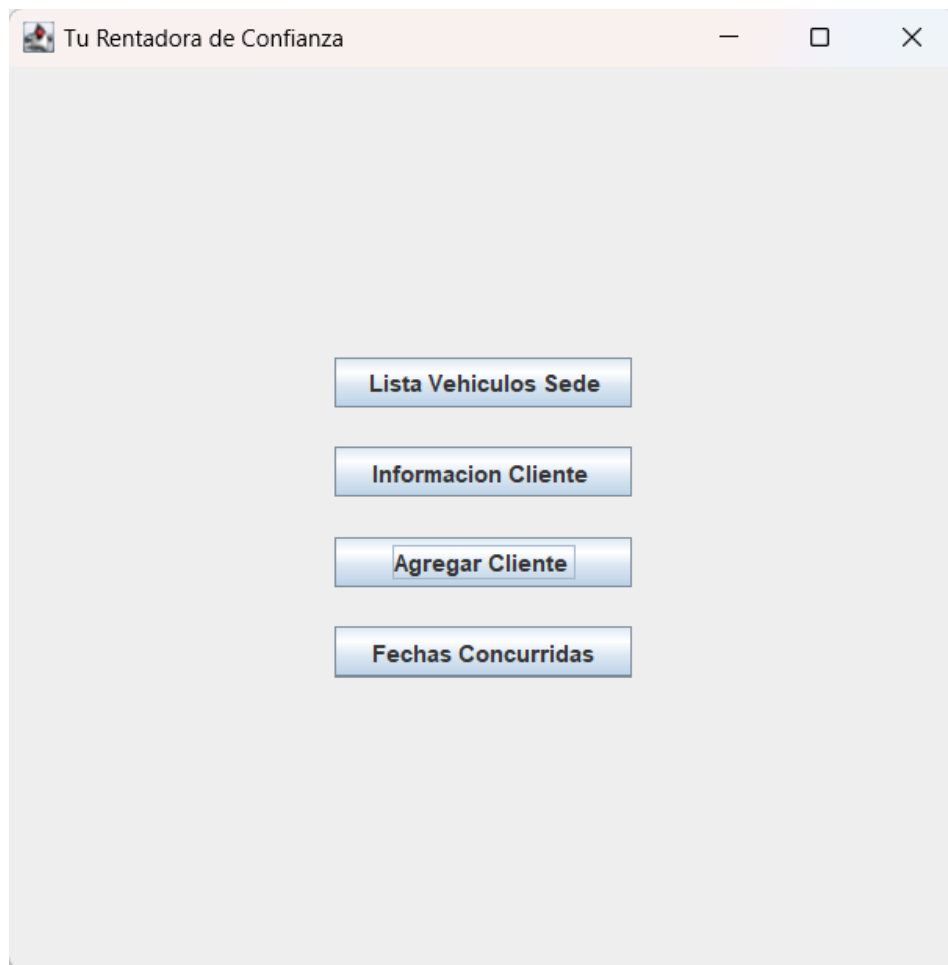 Tu Rentadora de Confianza
Lista Vehiculos Sede
Informacion Cliente
Agregar Cliente
Fechas Concurridas